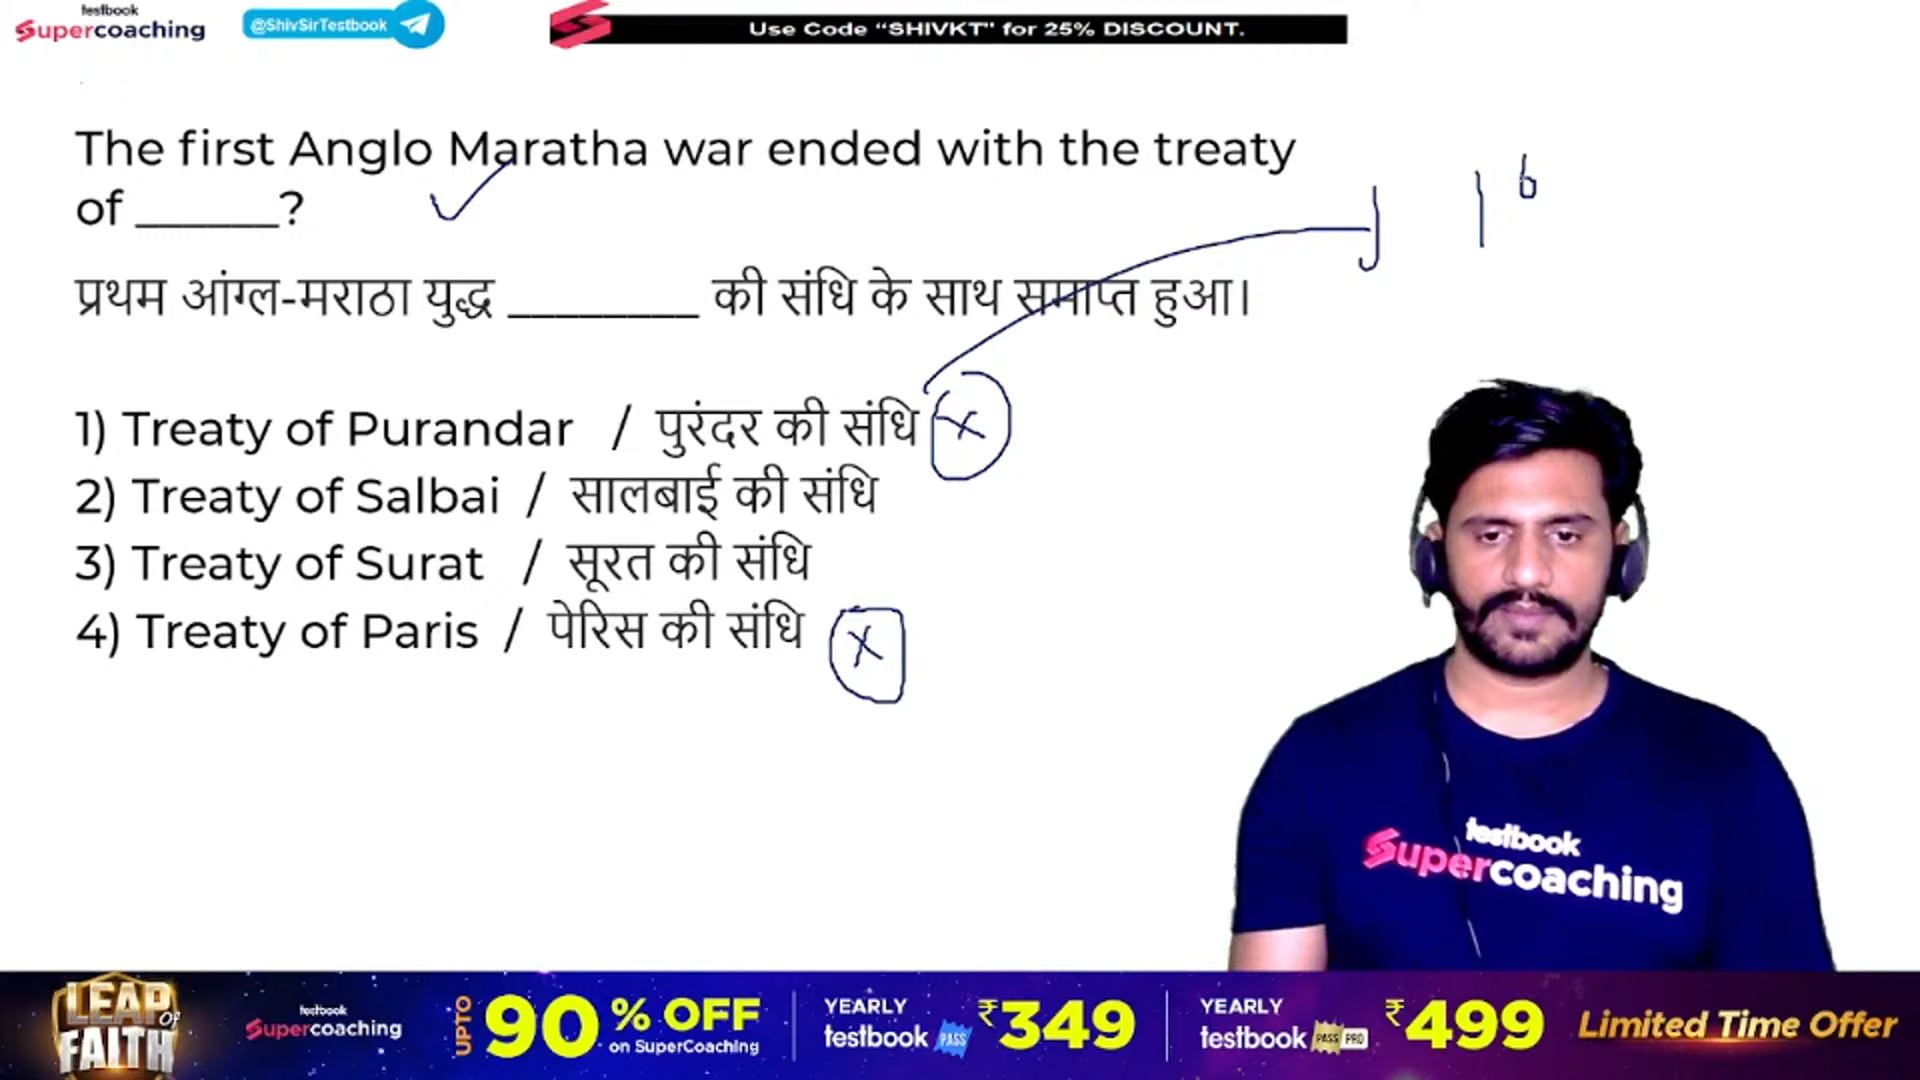 testbook
Supercoaching
@ShivSirTestbook
Use Code “SHIVKT" for 25% DISCOUNT.
The first Anglo Maratha war ended with the treaty
of ______?
प्रथम आंग्ल-मराठा युद्ध ________ की संधि के साथ समाप्त हुआ।
1) Treaty of Purandar / पुरंदर की संधि
2) Treaty of Salbai / सालबाई की संधि
3) Treaty of Surat / सूरत की संधि
4) Treaty of Paris / पेरिस की संधि
J 1 6
testbook
Supercoaching
LEAP OF FAITH
testbook
Supercoaching
UPTO 90% OFF
on SuperCoaching
YEARLY
testbook PASS ₹349
YEARLY
testbook PASS PRO ₹499
Limited Time Offer